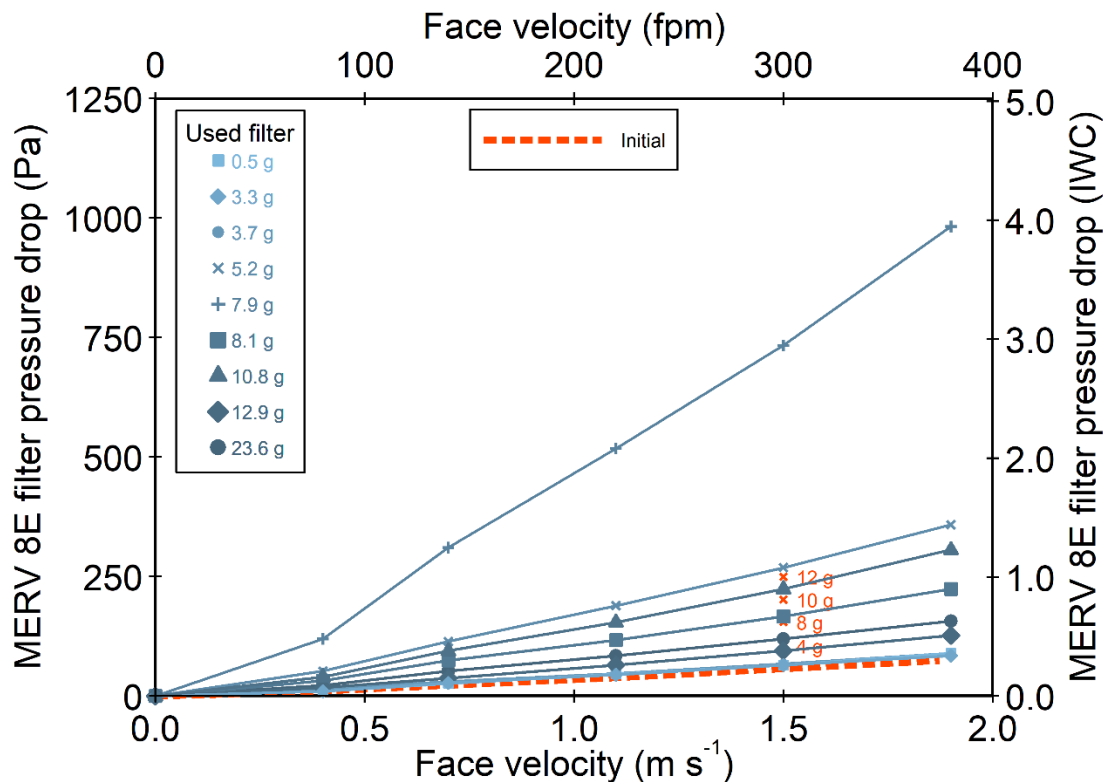 Face velocity (fpm)
0 100 200 300 400
MERV 8E filter pressure drop (Pa)
1250
1000
750
500
250
0
Used filter
0.5 g
3.3 g
3.7 g
5.2 g
7.9 g
8.1 g
10.8 g
12.9 g
23.6 g
Initial
12 g
10 g
8 g
4 g
5.0
4.0
3.0
2.0
1.0
0.0
MERV 8E filter pressure drop (IWC)
0.0 0.5 1.0 1.5 2.0
Face velocity (m s⁻¹)